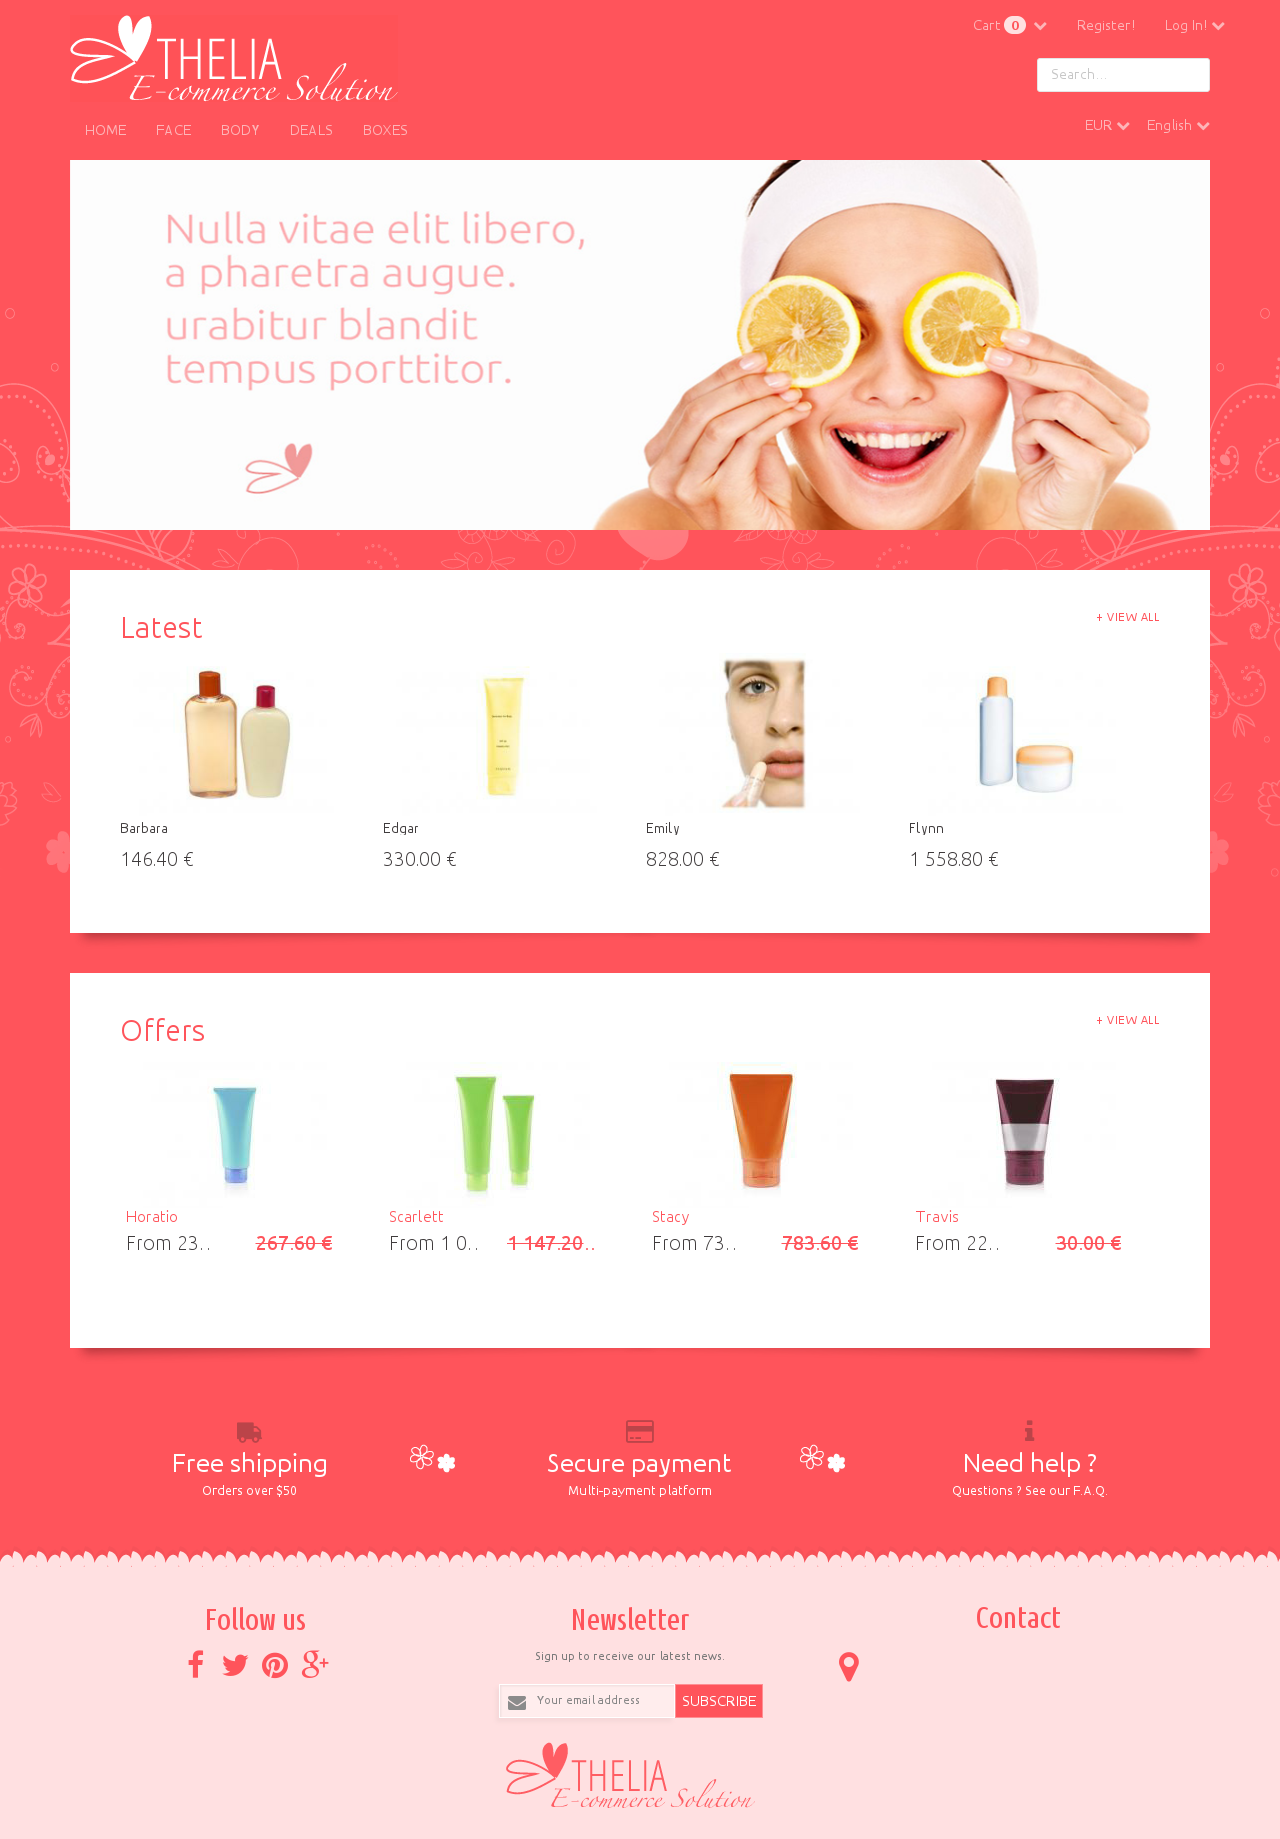 THELIA
E-commerce Solution
Cart 0
Register!
Log In!
Search...
HOME
FACE
BODY
DEALS
BOXES
EUR
English
Nulla vitae elit libero,
a pharetra augue.
urabitur blandit
tempus porttitor.
Latest
+ VIEW ALL
Barbara
Edgar
Emily
Flynn
146.40 €
330.00 €
828.00 €
1 558.80 €
Offers
+ VIEW ALL
Horatio
Scarlett
Stacy
Travis
From 23..
267.60 €
From 1 0..
1 147.20..
From 73..
783.60 €
From 22..
30.00 €
Free shipping
Orders over $50
Secure payment
Multi-payment platform
Need help ?
Questions ? See our F.A.Q.
Follow us
Newsletter
Contact
Sign up to receive our latest news.
Your email address
SUBSCRIBE
THELIA
E-commerce Solution